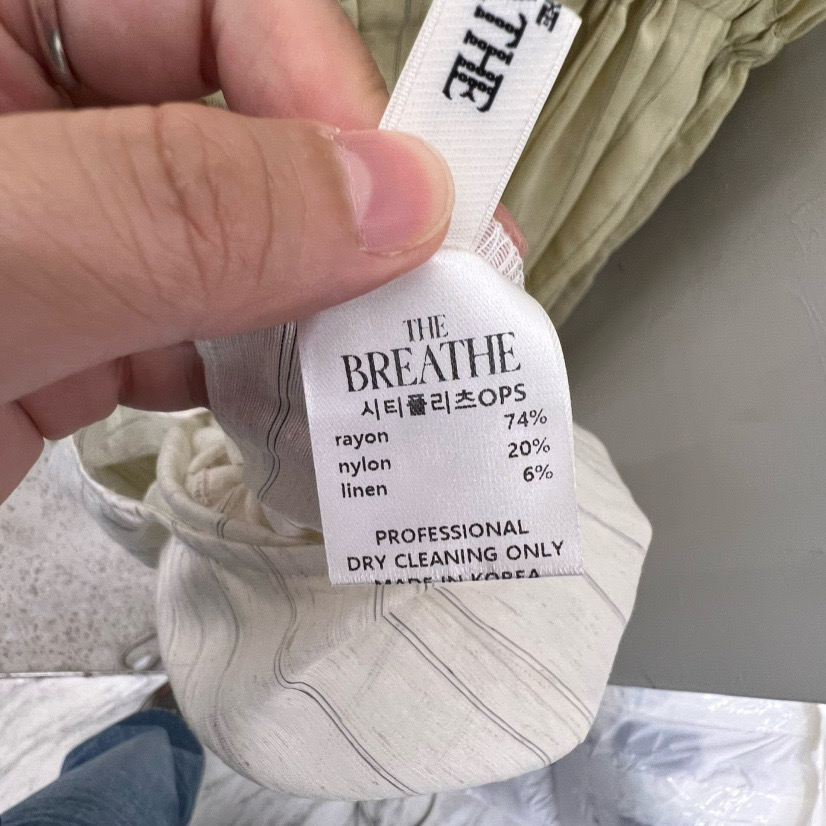 THE
THE
BREATHE
시티플리츠OPS
rayon 74%
nylon 20%
linen 6%
PROFESSIONAL
DRY CLEANING ONLY
MADE IN KOREA